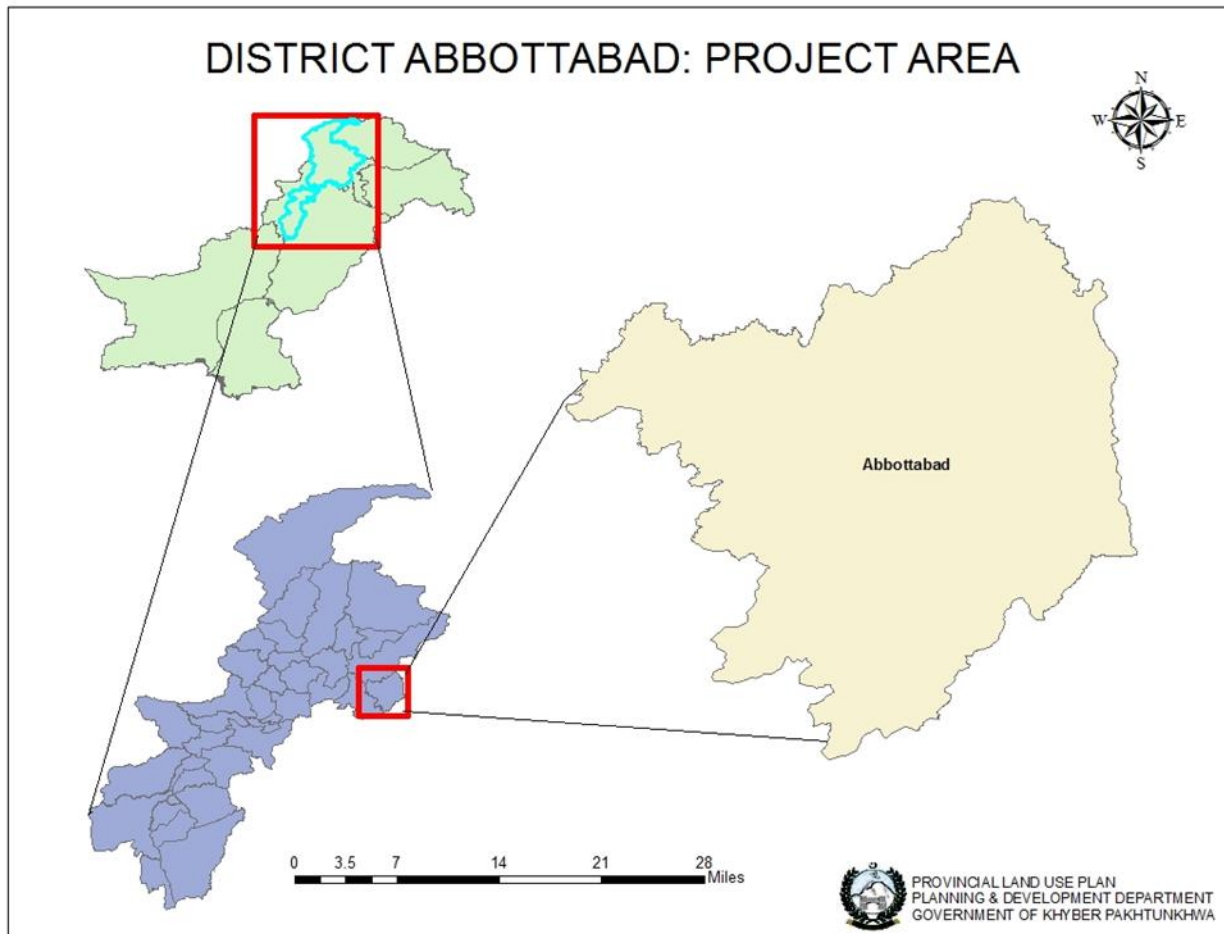 DISTRICT ABBOTTABAD: PROJECT AREA
N
W E
S
Abbottabad
0 3.5 7 14 21 28
Miles
PROVINCIAL LAND USE PLAN
PLANNING & DEVELOPMENT DEPARTMENT
GOVERNMENT OF KHYBER PAKHTUNKHWA